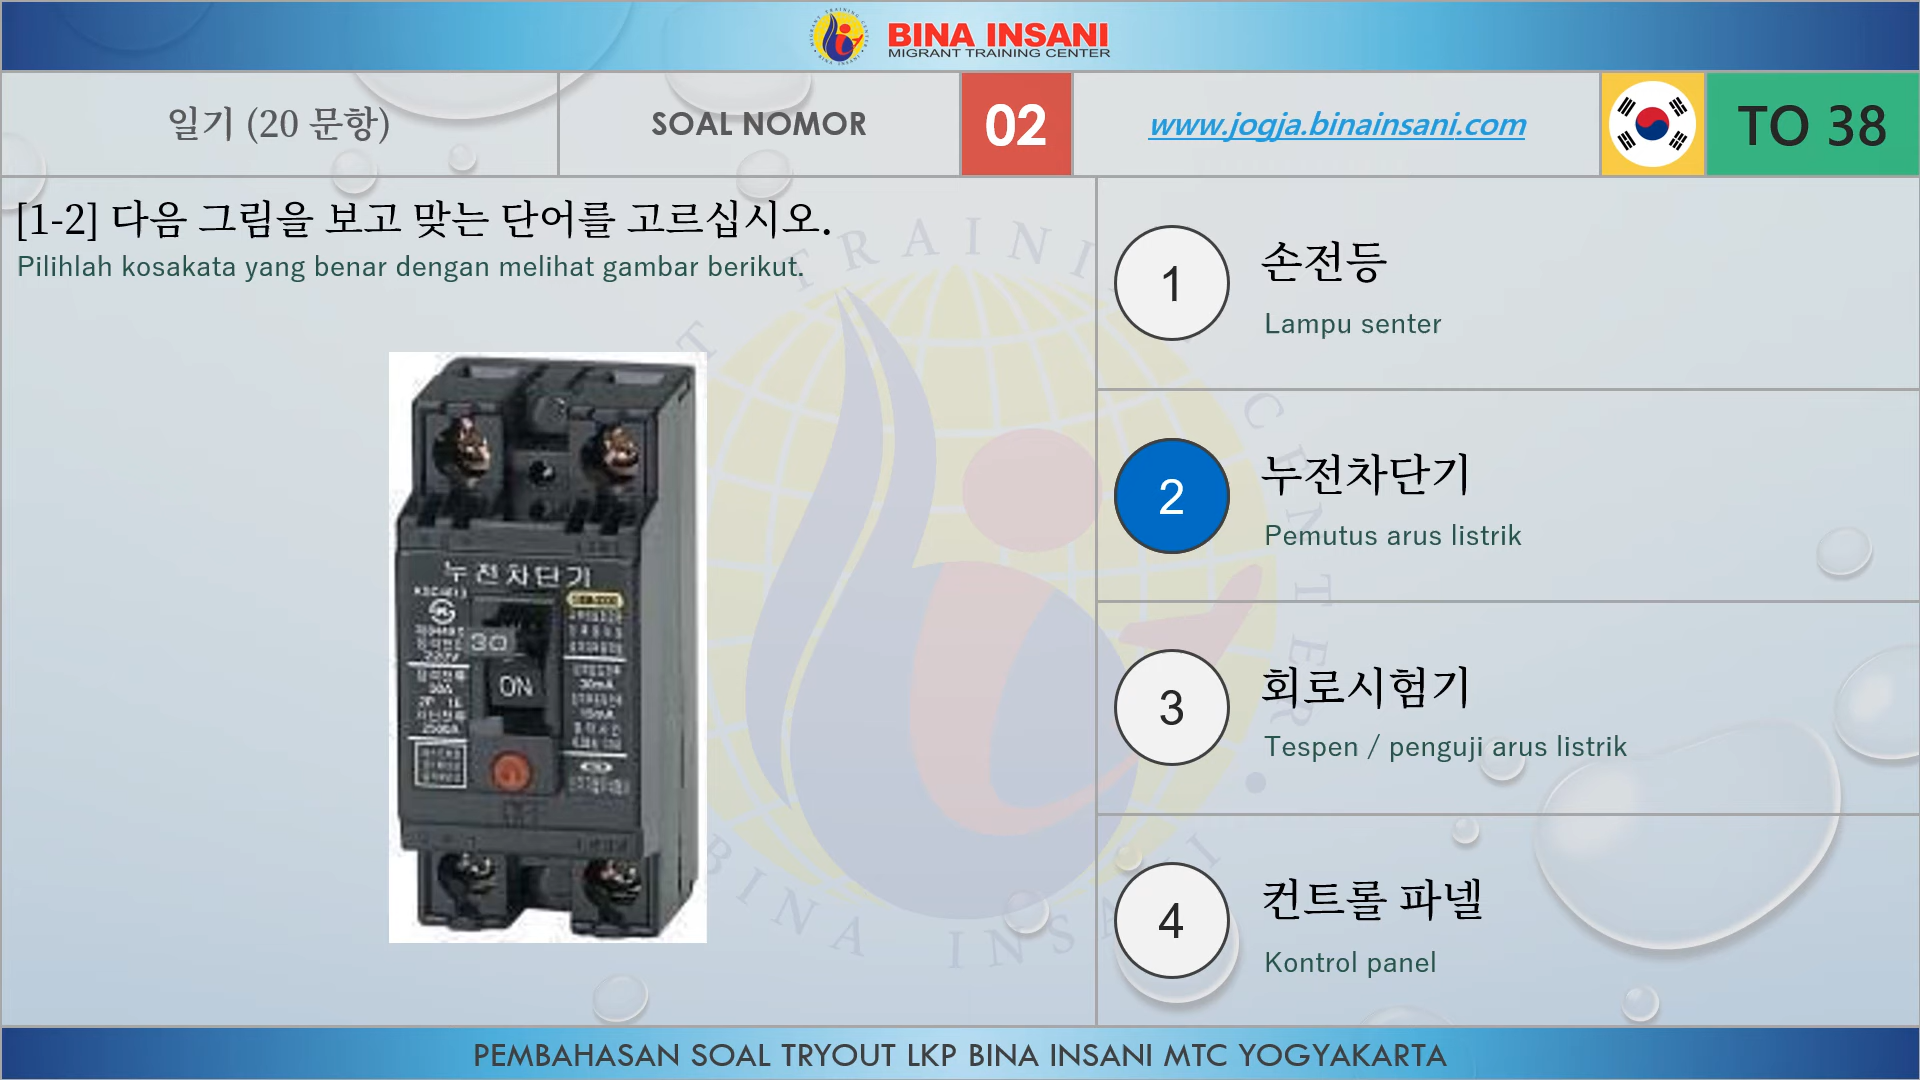 BINA INSANI
MIGRANT TRAINING CENTER
일기 (20 문항)
SOAL NOMOR
02
www.jogja.binainsani.com
TO 38
[1-2] 다음 그림을 보고 맞는 단어를 고르십시오.
Pilihlah kosakata yang benar dengan melihat gambar berikut.
누전차단기
30
ON
1
손전등
Lampu senter
2
누전차단기
Pemutus arus listrik
3
회로시험기
Tespen / penguji arus listrik
4
컨트롤 파넬
Kontrol panel
PEMBAHASAN SOAL TRYOUT LKP BINA INSANI MTC YOGYAKARTA